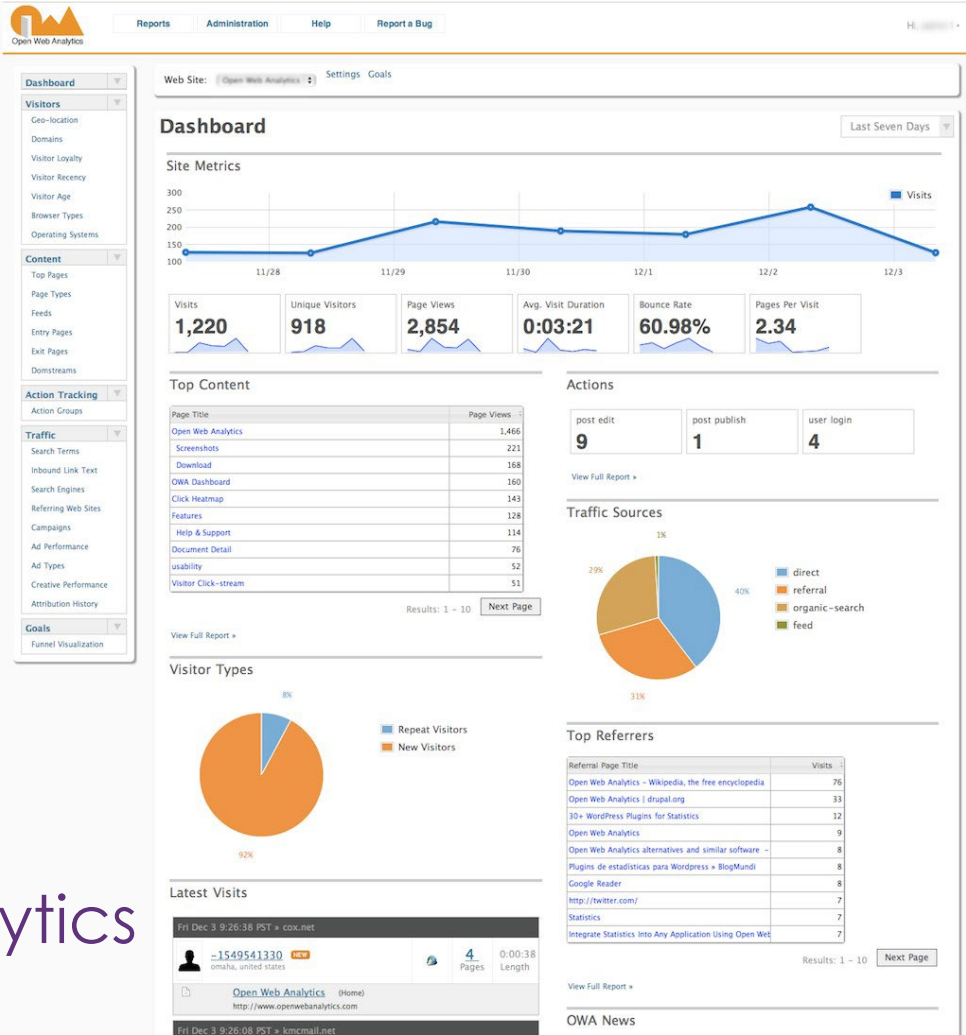 Reports Administration Help Report a Bug
Open Web Analytics
Dashboard
Visitors
Geo-location
Domains
Visitor Loyalty
Visitor Recency
Visitor Age
Browser Types
Operating Systems
Content
Top Pages
Page Types
Feeds
Entry Pages
Exit Pages
Domstreams
Action Tracking
Action Groups
Traffic
Search Terms
Inbound Link Text
Search Engines
Referring Web Sites
Campaigns
Ad Performance
Ad Types
Creative Performance
Attribution History
Goals
Funnel Visualization
Web Site: Open Web Analytics Settings Goals
Dashboard
Last Seven Days
Site Metrics
300
250
200
150
100
Visits
11/28 11/29 11/30 12/1 12/2 12/3
Visits Unique Visitors Page Views Avg. Visit Duration Bounce Rate Pages Per Visit
1,220 918 2,854 0:03:21 60.98% 2.34
Top Content
Page Title Page Views
Open Web Analytics 1,466
Screenshots 221
Download 168
OWA Dashboard 160
Click Heatmap 143
Features 128
Help & Support 114
Document Detail 76
usability 52
Visitor Click-stream 51
Results: 1 - 10 Next Page
View Full Report »
Visitor Types
8%
Repeat Visitors
New Visitors
92%
Latest Visits
Fri Dec 3 9:26:38 PST » cox.net
-1549541330 NEW 4 0:00:38
omaha, united states Pages Length
Open Web Analytics (Home)
http://www.openwebanalytics.com
Fri Dec 3 9:26:08 PST » kmcmail.net
Actions
post edit post publish user login
9 1 4
View Full Report »
Traffic Sources
1%
29%
40%
31%
direct
referral
organic-search
feed
Top Referrers
Referral Page Title Visits
Open Web Analytics - Wikipedia, the free encyclopedia 76
Open Web Analytics | drupal.org 33
30+ WordPress Plugins for Statistics 12
Open Web Analytics 9
Open Web Analytics alternatives and similar software - 8
Plugins de estadísticas para Wordpress » BlogMundi 8
Google Reader 8
http://twitter.com/ 7
Statistics 7
Integrate Statistics Into Any Application Using Open Web 7
Results: 1 - 10 Next Page
View Full Report »
OWA News
ytics